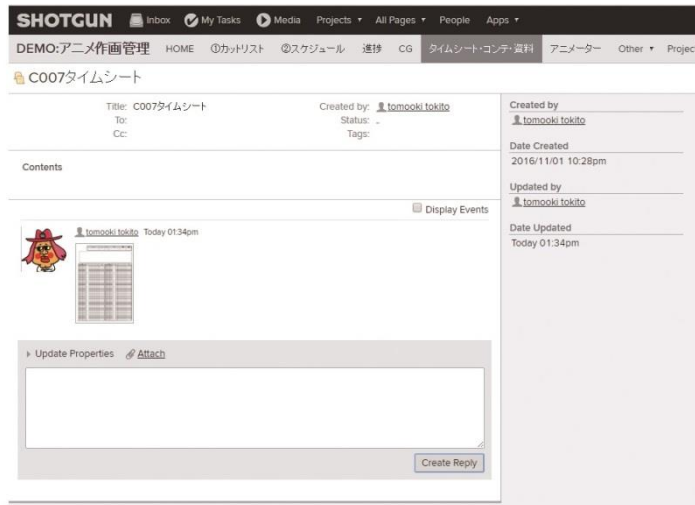 SHOTGUN Inbox My Tasks Media Projects All Pages People Apps
DEMO:アニメ作画管理 HOME ①カットリスト ②スケジュール 進捗 CG タイムシート・コンテ・資料 アニメーター Other Projec
C007タイムシート
Title: C007タイムシート
To:
Cc:
Created by: tomooki tokito
Status: -
Tags:
Contents
Display Events
tomooki tokito Today 01:34pm
Update Properties Attach
Create Reply
Created by
tomooki tokito
Date Created
2016/11/01 10:28pm
Updated by
tomooki tokito
Date Updated
Today 01:34pm